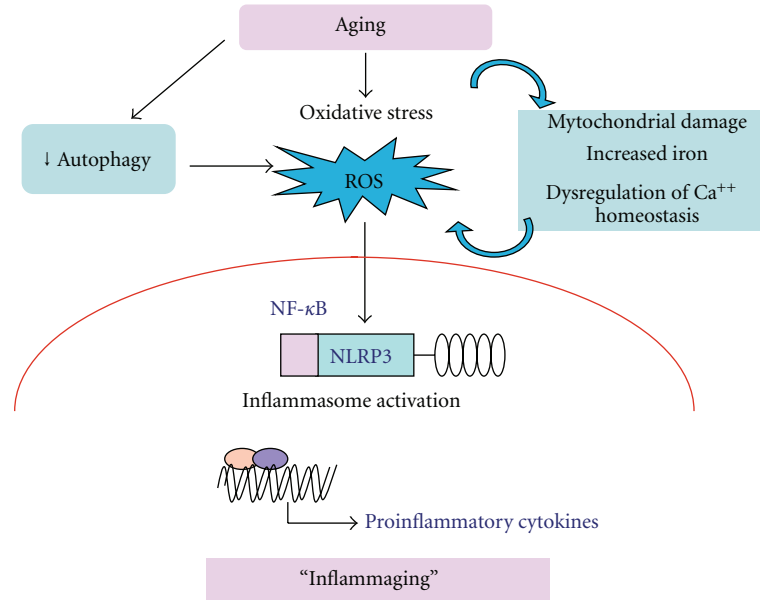 Aging
Oxidative stress
↓ Autophagy
ROS
Mytochondrial damage
Increased iron
Dysregulation of Ca⁺⁺
homeostasis
NF-κB
NLRP3
Inflammasome activation
Proinflammatory cytokines
“Inflammaging”